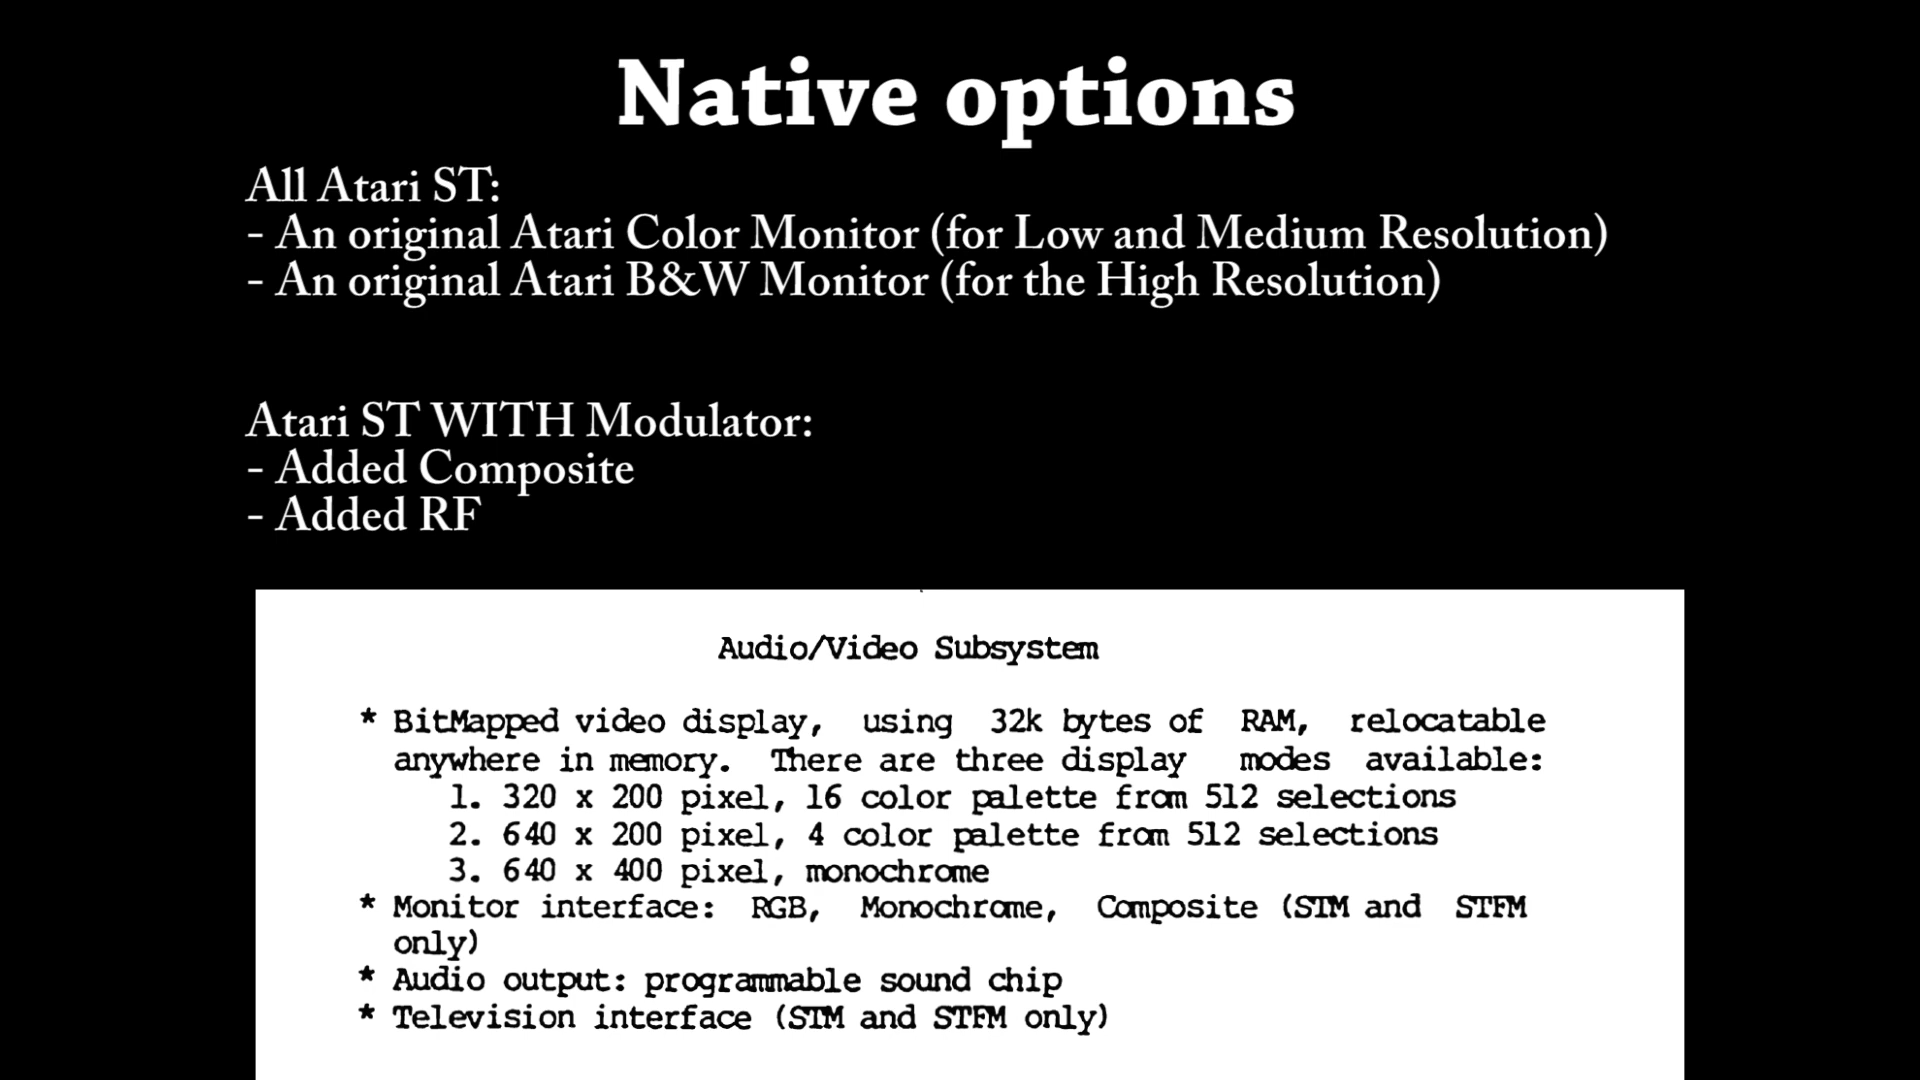 Native options
All Atari ST:
- An original Atari Color Monitor (for Low and Medium Resolution)
- An original Atari B&W Monitor (for the High Resolution)
Atari ST WITH Modulator:
- Added Composite
- Added RF
Audio/Video Subsystem
* BitMapped video display, using 32k bytes of RAM, relocatable
anywhere in memory. There are three display modes available:
1. 320 x 200 pixel, 16 color palette from 512 selections
2. 640 x 200 pixel, 4 color palette from 512 selections
3. 640 x 400 pixel, monochrome
* Monitor interface: RGB, Monochrome, Composite (STM and STFM
only)
* Audio output: programmable sound chip
* Television interface (STM and STFM only)